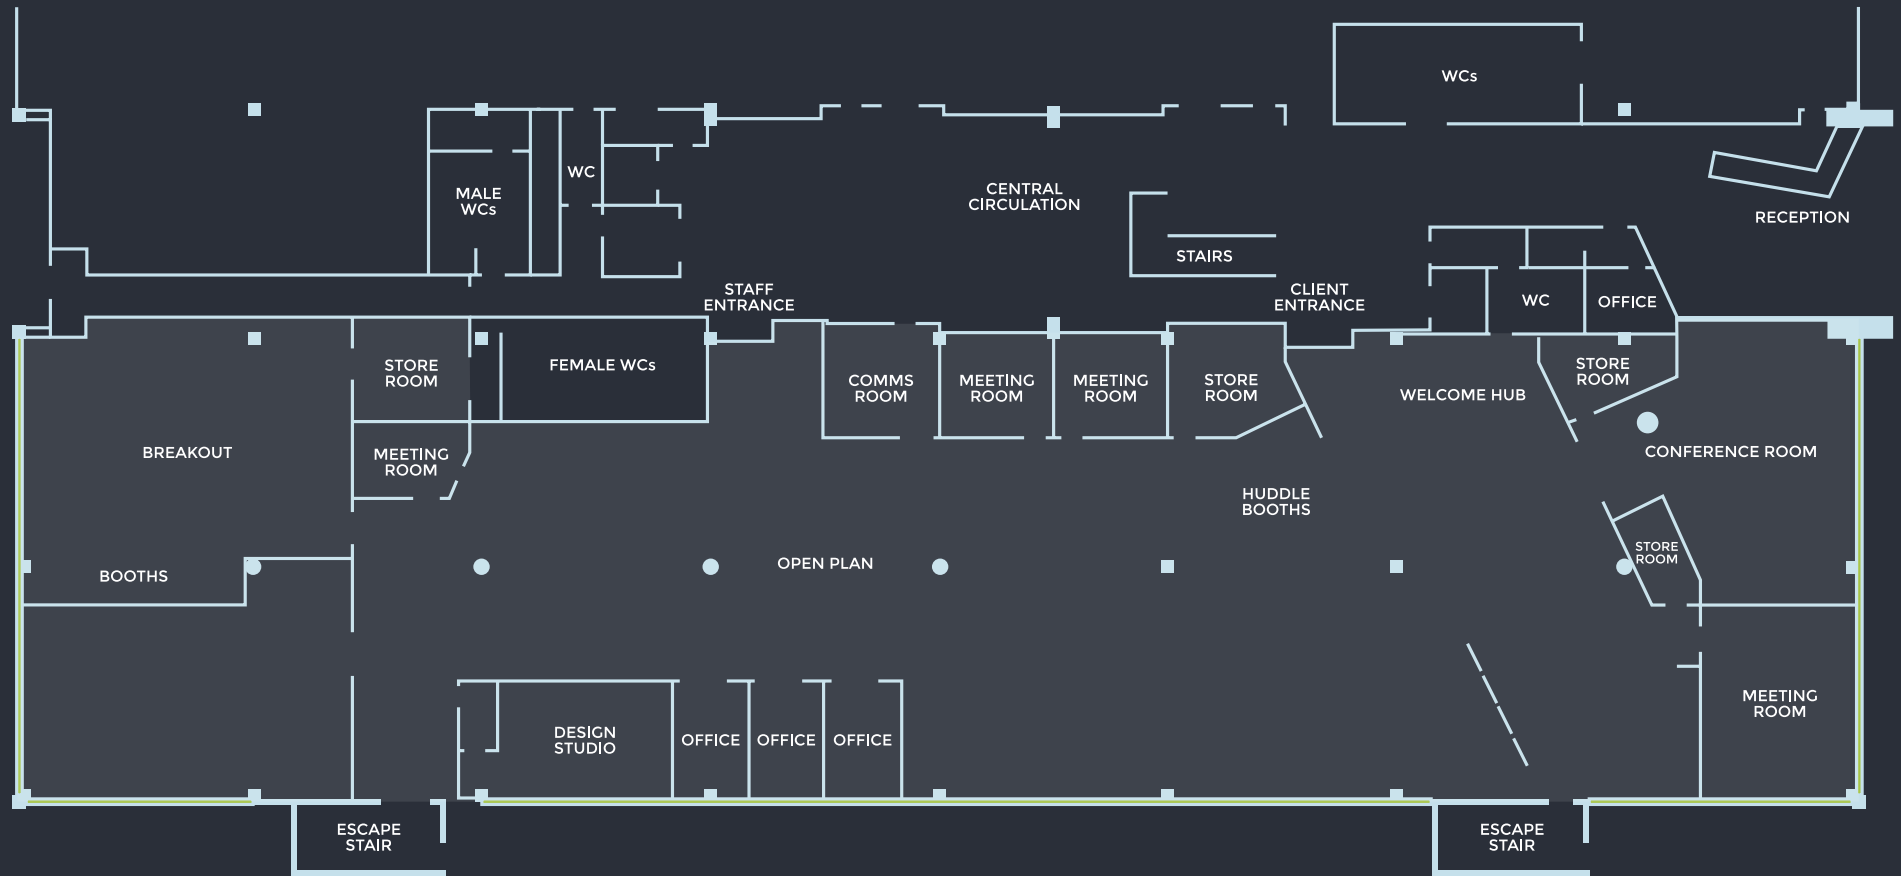 WCs
WC
MALE
WCs
CENTRAL
CIRCULATION
RECEPTION
STAIRS
STAFF
ENTRANCE
CLIENT
ENTRANCE
WC
OFFICE
STORE
ROOM
FEMALE WCs
COMMS
ROOM
MEETING
ROOM
MEETING
ROOM
STORE
ROOM
WELCOME HUB
STORE
ROOM
BREAKOUT
MEETING
ROOM
CONFERENCE ROOM
HUDDLE
BOOTHS
OPEN PLAN
STORE
ROOM
BOOTHS
DESIGN
STUDIO
OFFICE
OFFICE
OFFICE
MEETING
ROOM
ESCAPE
STAIR
ESCAPE
STAIR